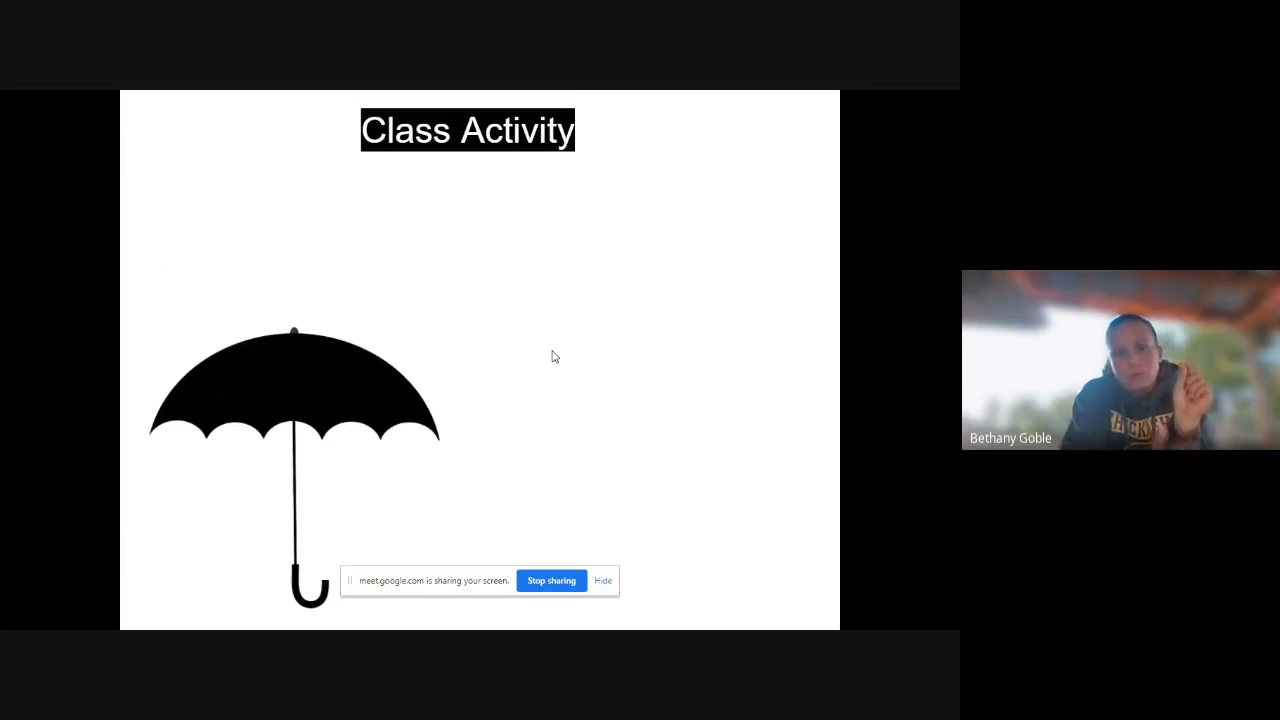 Class Activity
meet.google.com is sharing your screen. Stop sharing Hide
Bethany Goble